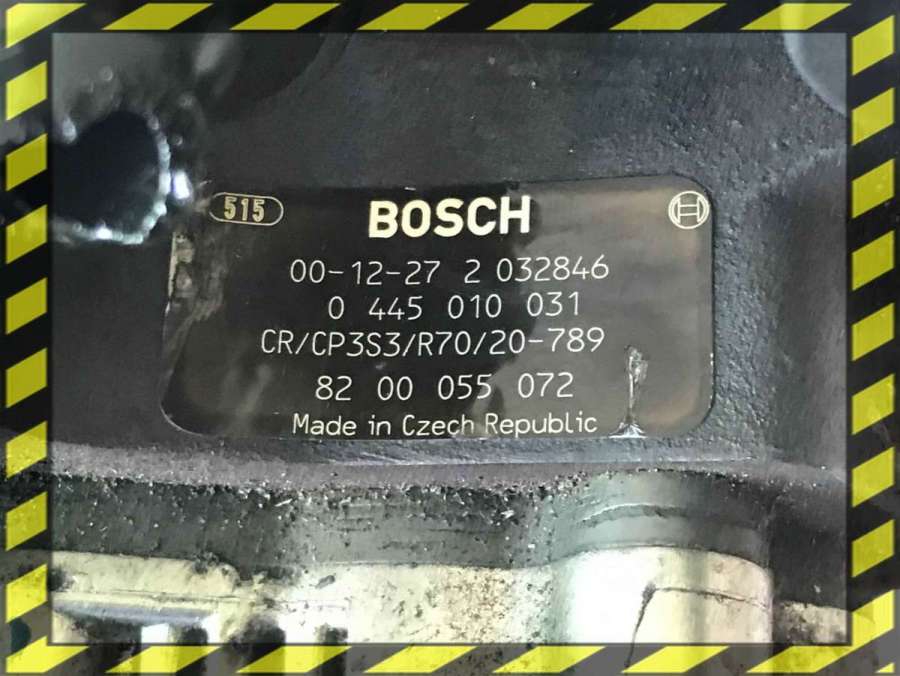 515 BOSCH
00-12-27 2 032846
0 445 010 031
CR/CP3S3/R70/20-789
82 00 055 072
Made in Czech Republic